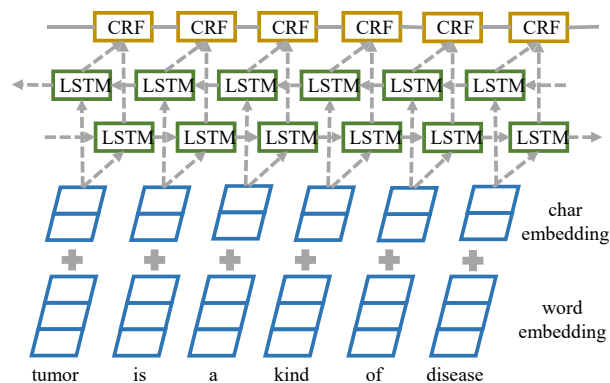 CRF CRF CRF CRF CRF CRF
LSTM LSTM LSTM LSTM LSTM LSTM
LSTM LSTM LSTM LSTM LSTM LSTM
char
embedding
word
embedding
tumor is a kind of disease